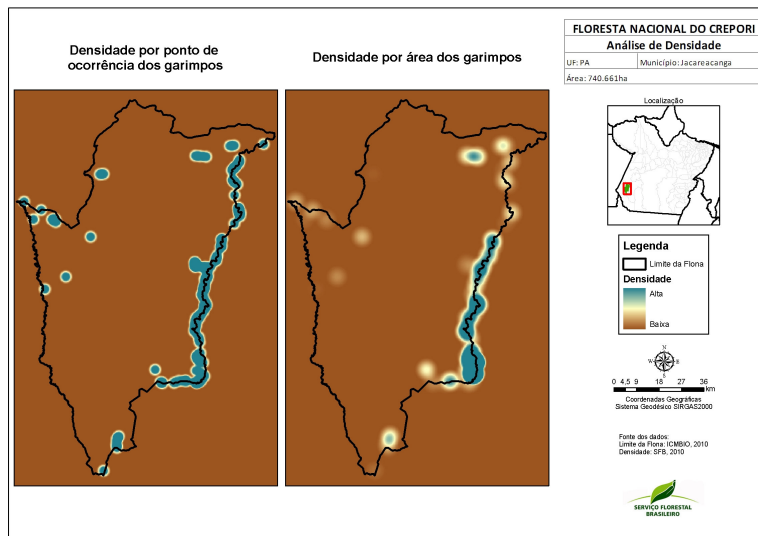 Densidade por ponto de
ocorrência dos garimpos
Densidade por área dos garimpos
FLORESTA NACIONAL DO CREPORI
Análise de Densidade
UF: PA
Município: Jacareacanga
Área: 740.661ha
Localização
Legenda
Limite da Flona
Densidade
Alta
Baixa
N
W
E
S
0 4,5 9 18 27 36
km
Coordenadas Geográficas
Sistema Geodésico SIRGAS2000
Fonte dos dados:
Limite da Flona: ICMBIO, 2010
Densidade: SFB, 2010
SERVIÇO FLORESTAL
BRASILEIRO